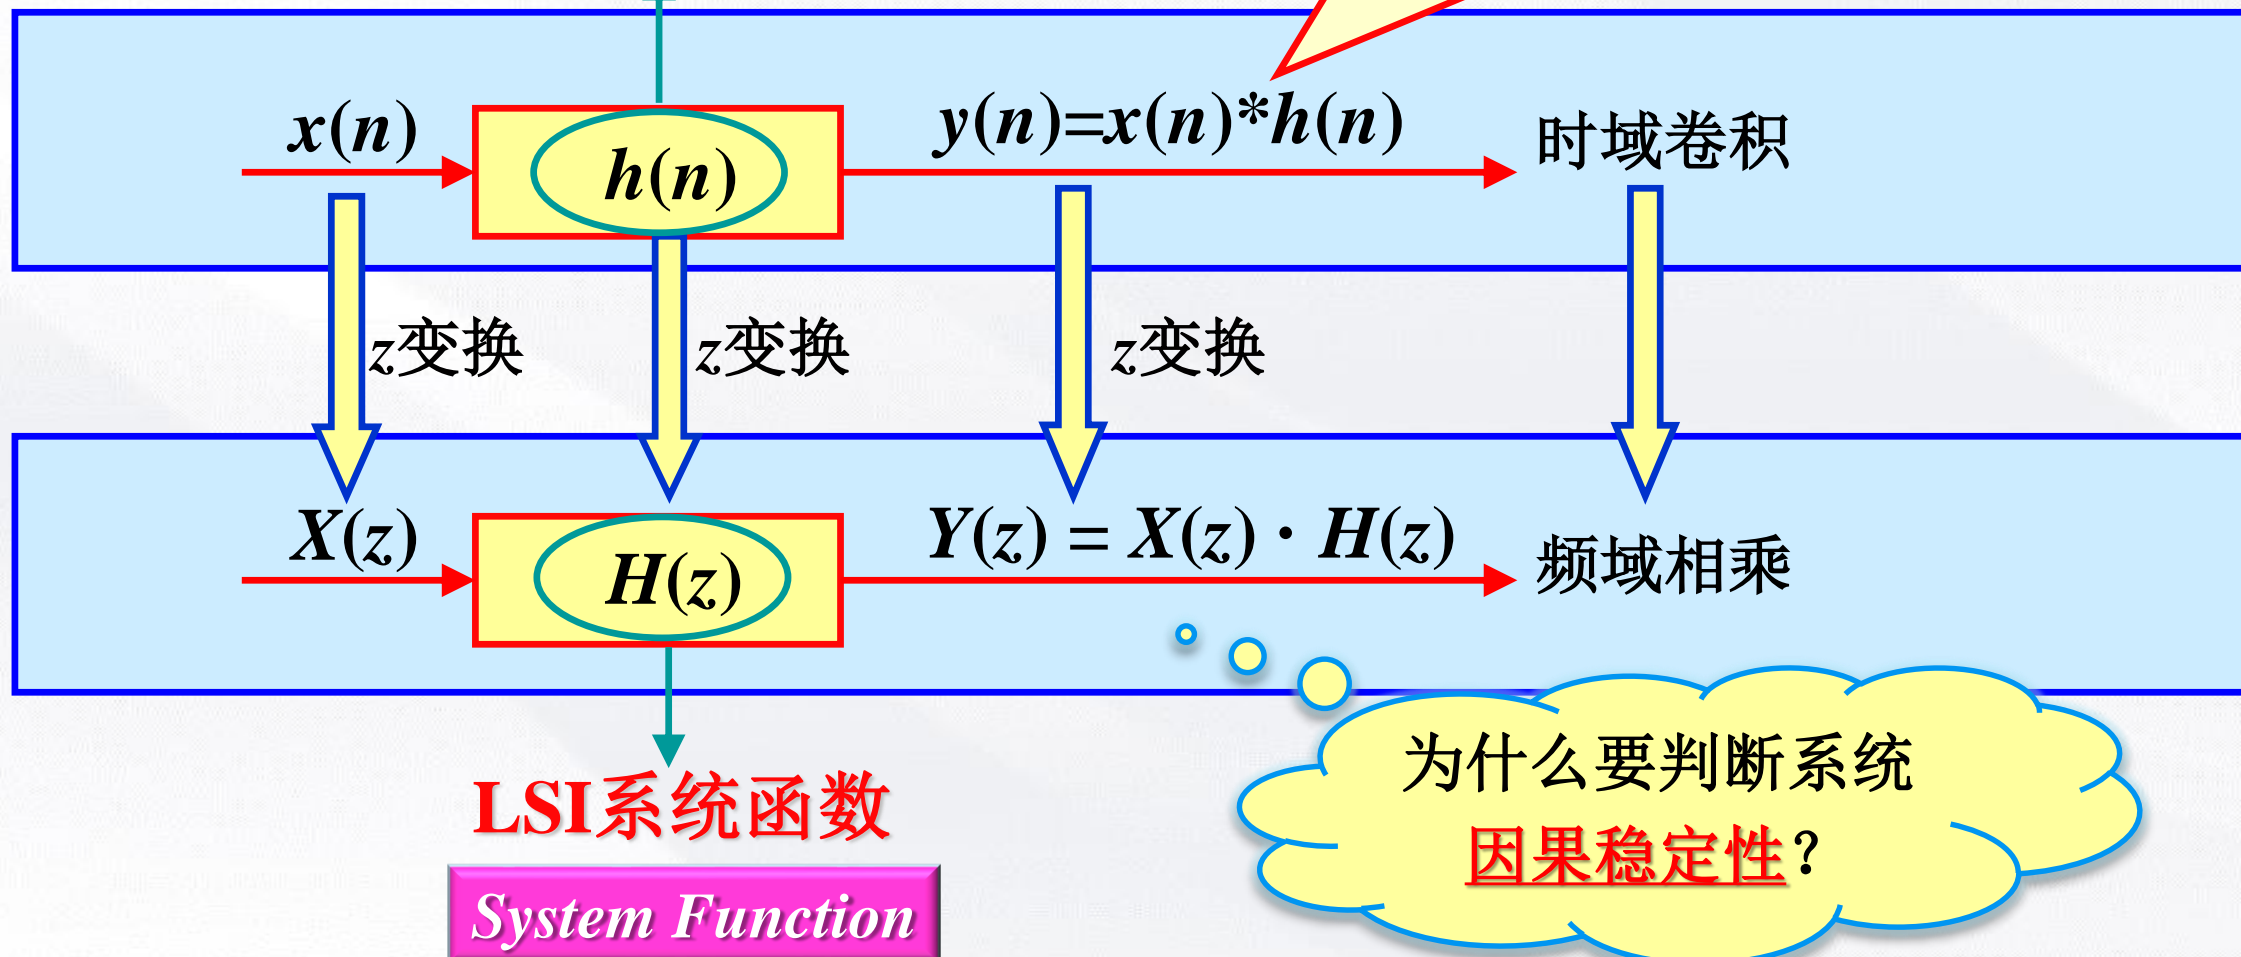 x(n)
h(n)
y(n)=x(n)*h(n)
时域卷积
z变换
z变换
z变换
X(z)
H(z)
Y(z) = X(z) · H(z)
频域相乘
LSI系统函数
System Function
为什么要判断系统
因果稳定性？